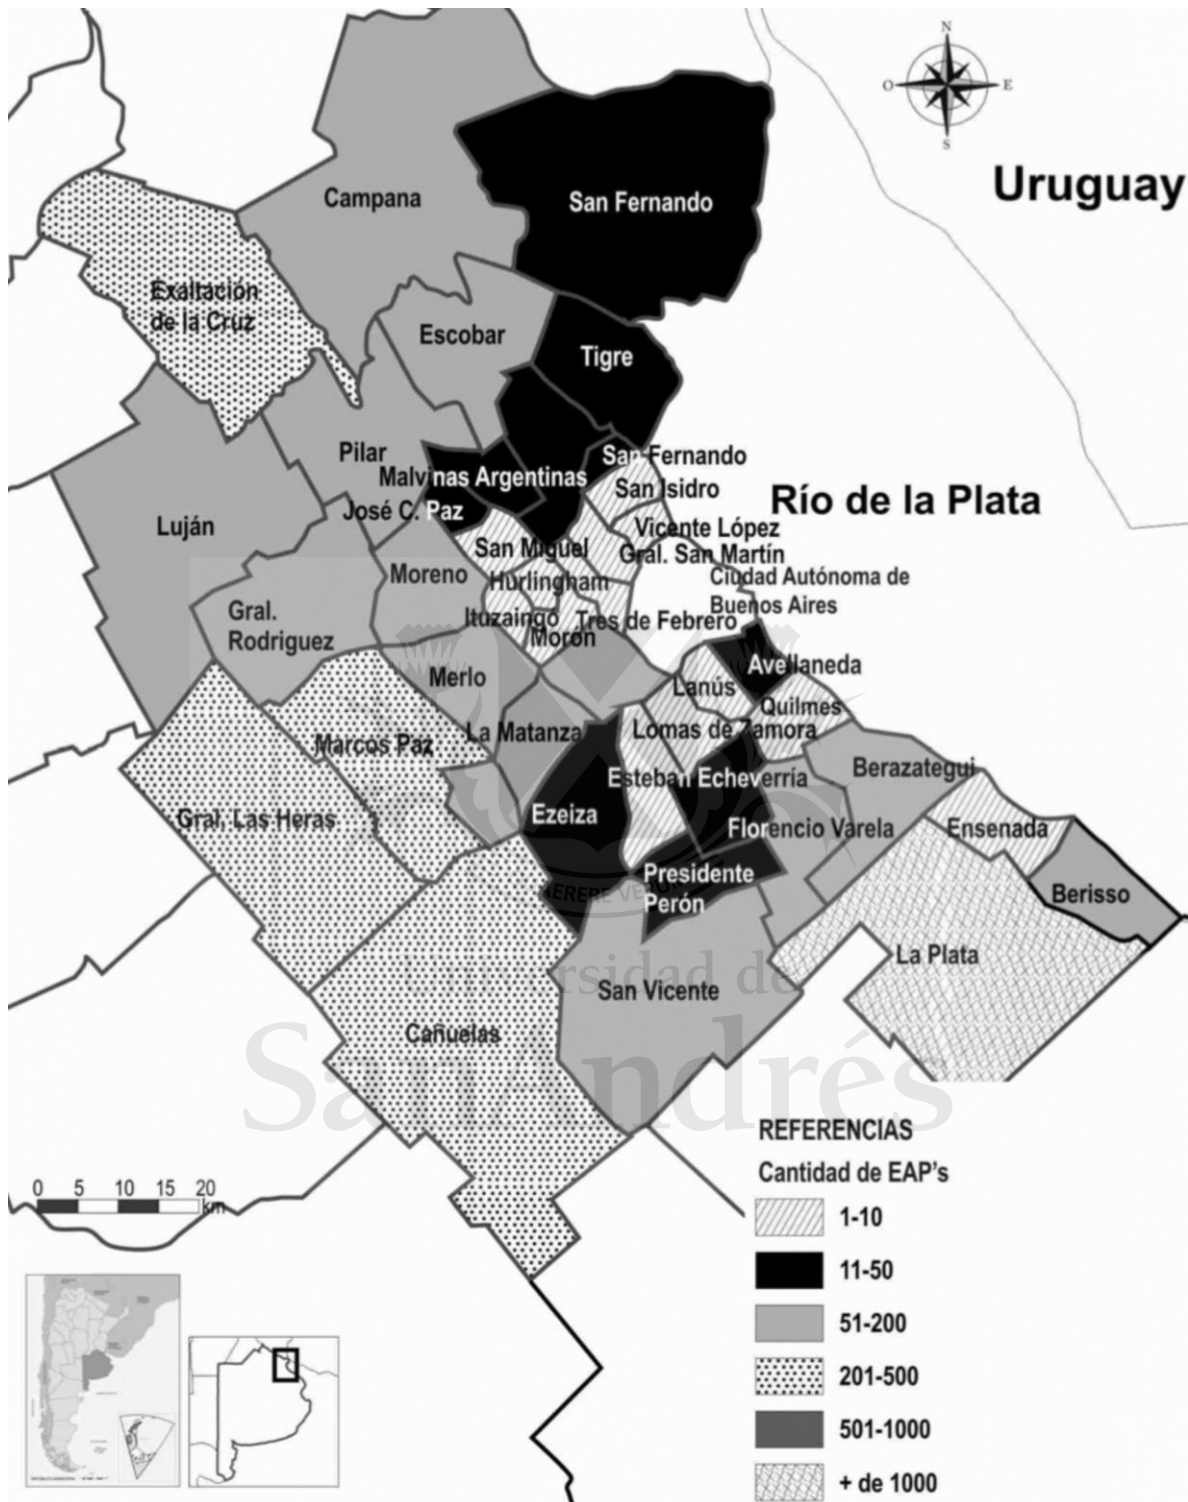 N
O
E
S
Uruguay
Campana
San Fernando
Exaltación
de la Cruz
Escobar
Tigre
Pilar
San Fernando
Malvinas Argentinas
San Isidro
Río de la Plata
José C. Paz
Luján
Vicente López
San Miguel
Gral. San Martín
Moreno
Hurlingham
Ciudad Autónoma de
Buenos Aires
Gral.
Rodriguez
Ituzaingó
Tres de Febrero
Morón
Avellaneda
Merlo
Lanús
Quilmes
La Matanza
Lomas de Zamora
Marcos Paz
Berazategui
Esteban Echeverría
Gral. Las Heras
Ezeiza
Florencio Varela
Ensenada
Presidente
Perón
Berisso
La Plata
San Vicente
Cañuelas
Universidad de
SanAndrés
REFERENCIAS
Cantidad de EAP's
0 5 10 15 20
km
1-10
11-50
51-200
201-500
501-1000
+ de 1000